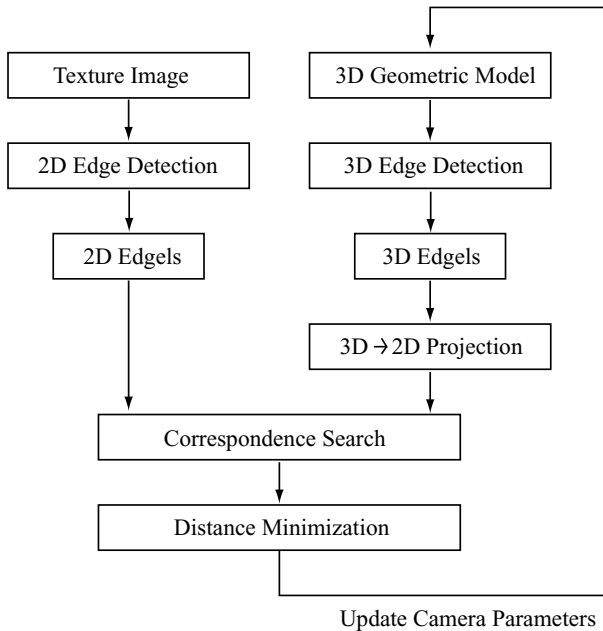 Texture Image
3D Geometric Model
2D Edge Detection
3D Edge Detection
2D Edgels
3D Edgels
3D→2D Projection
Correspondence Search
Distance Minimization
Update Camera Parameters